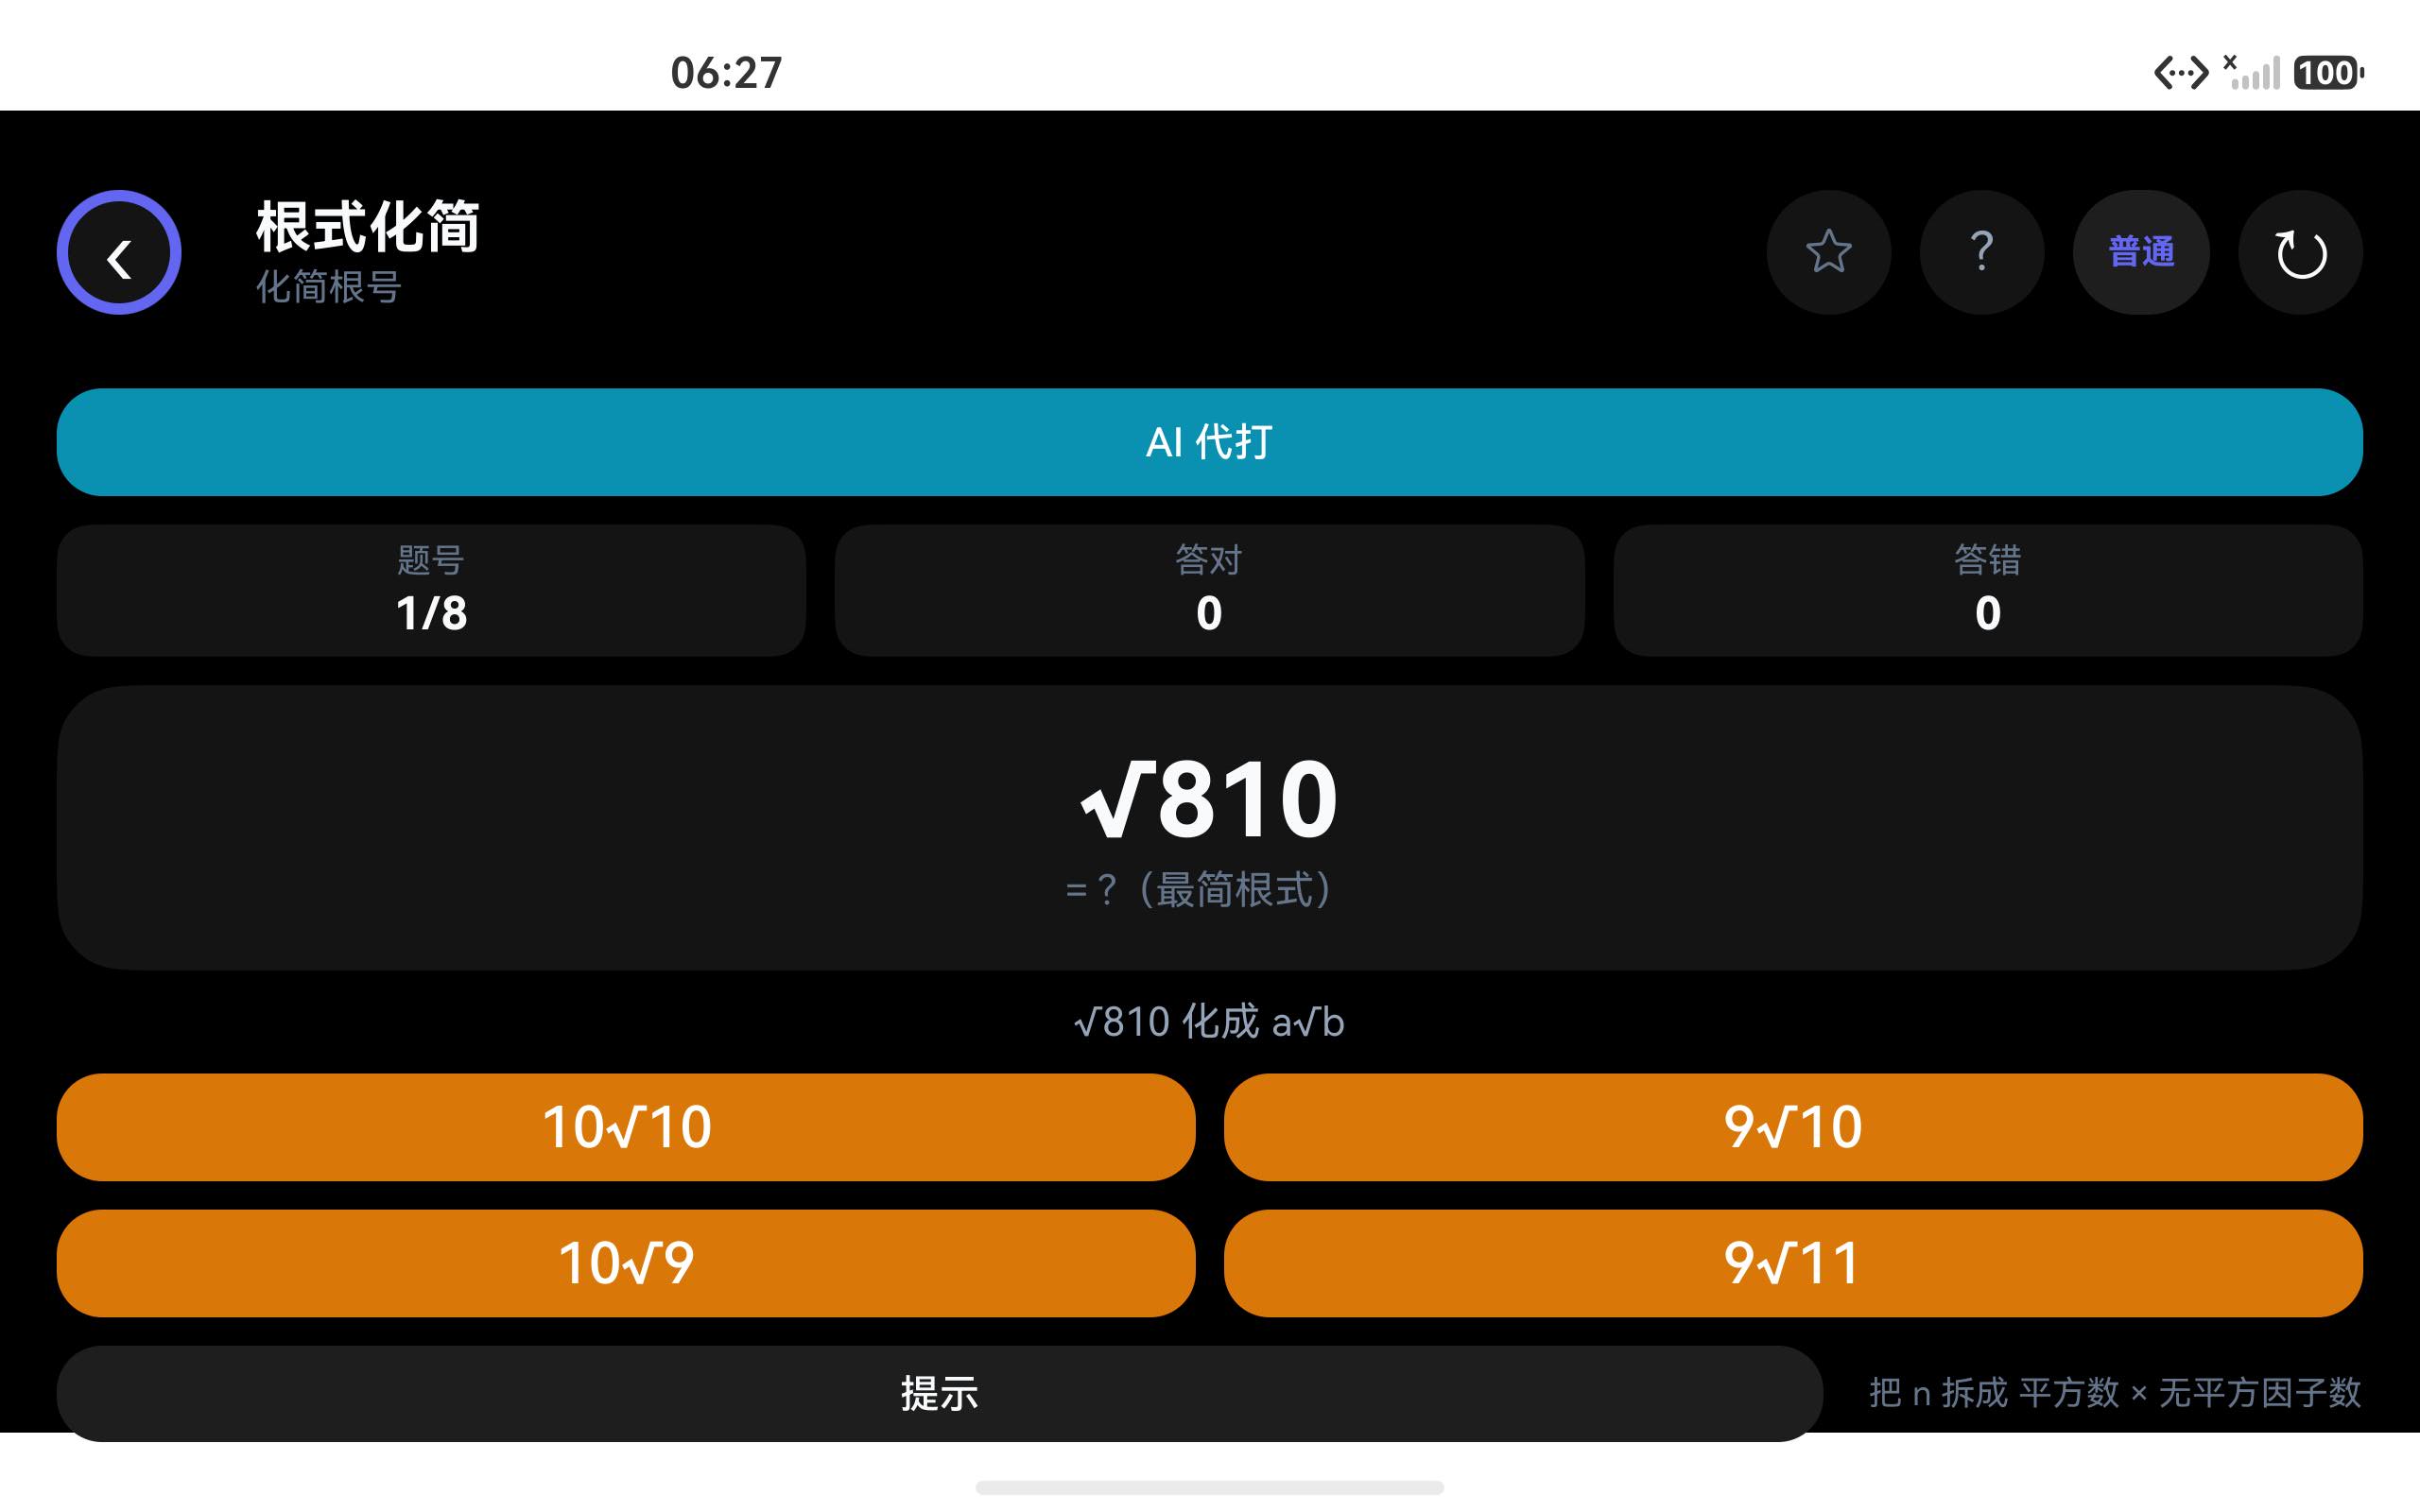 06:27
100
根式化简
化简根号
?
普通
AI 代打
题号
答对
答错
1/8
0
0
√810
= ?（最简根式）
√810 化成 a√b
10√10
9√10
10√9
9√11
提示
把 n 拆成 平方数 × 无平方因子数